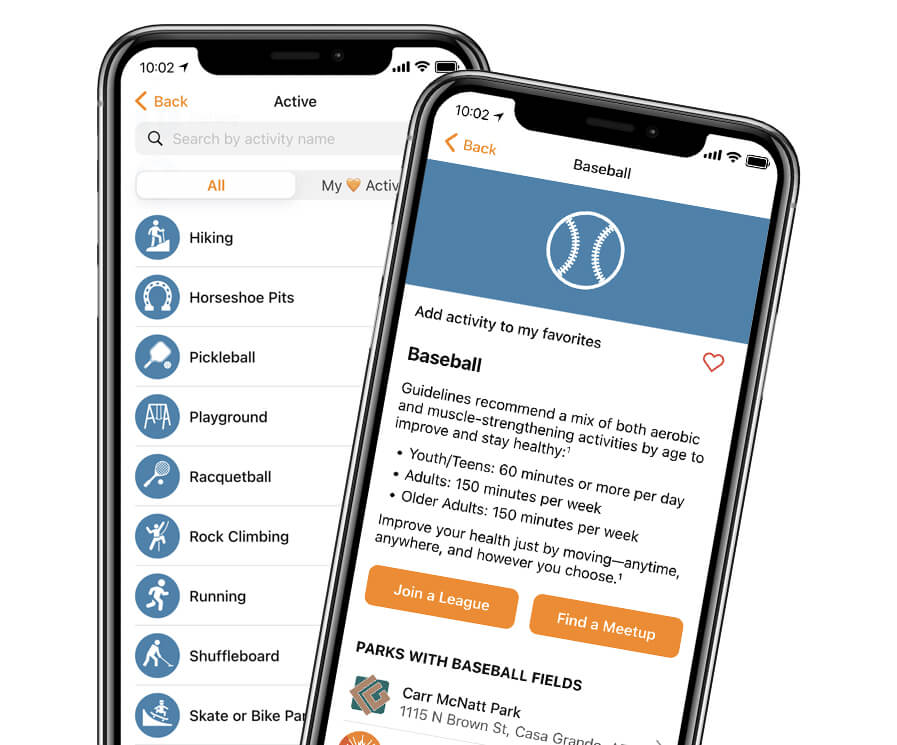 10:02
Back
Active
Search by activity name
All
My 🧡
Hiking
Horseshoe Pits
Pickleball
Playground
Racquetball
Rock Climbing
Running
Shuffleboard
Skate or Bike
10:02
Back
Baseball
Add activity to my favorites
Baseball
Guidelines recommend a mix of both aerobic
and muscle-strengthening activities by age to
improve and stay healthy:¹
• Youth/Teens: 60 minutes or more per day
• Adults: 150 minutes per week
• Older Adults: 150 minutes per week
Improve your health just by moving—anytime,
anywhere, and however you choose.¹
Join a League
Find a Meetup
PARKS WITH BASEBALL FIELDS
Carr McNatt Park
1115 N Brown St, Casa Grande,